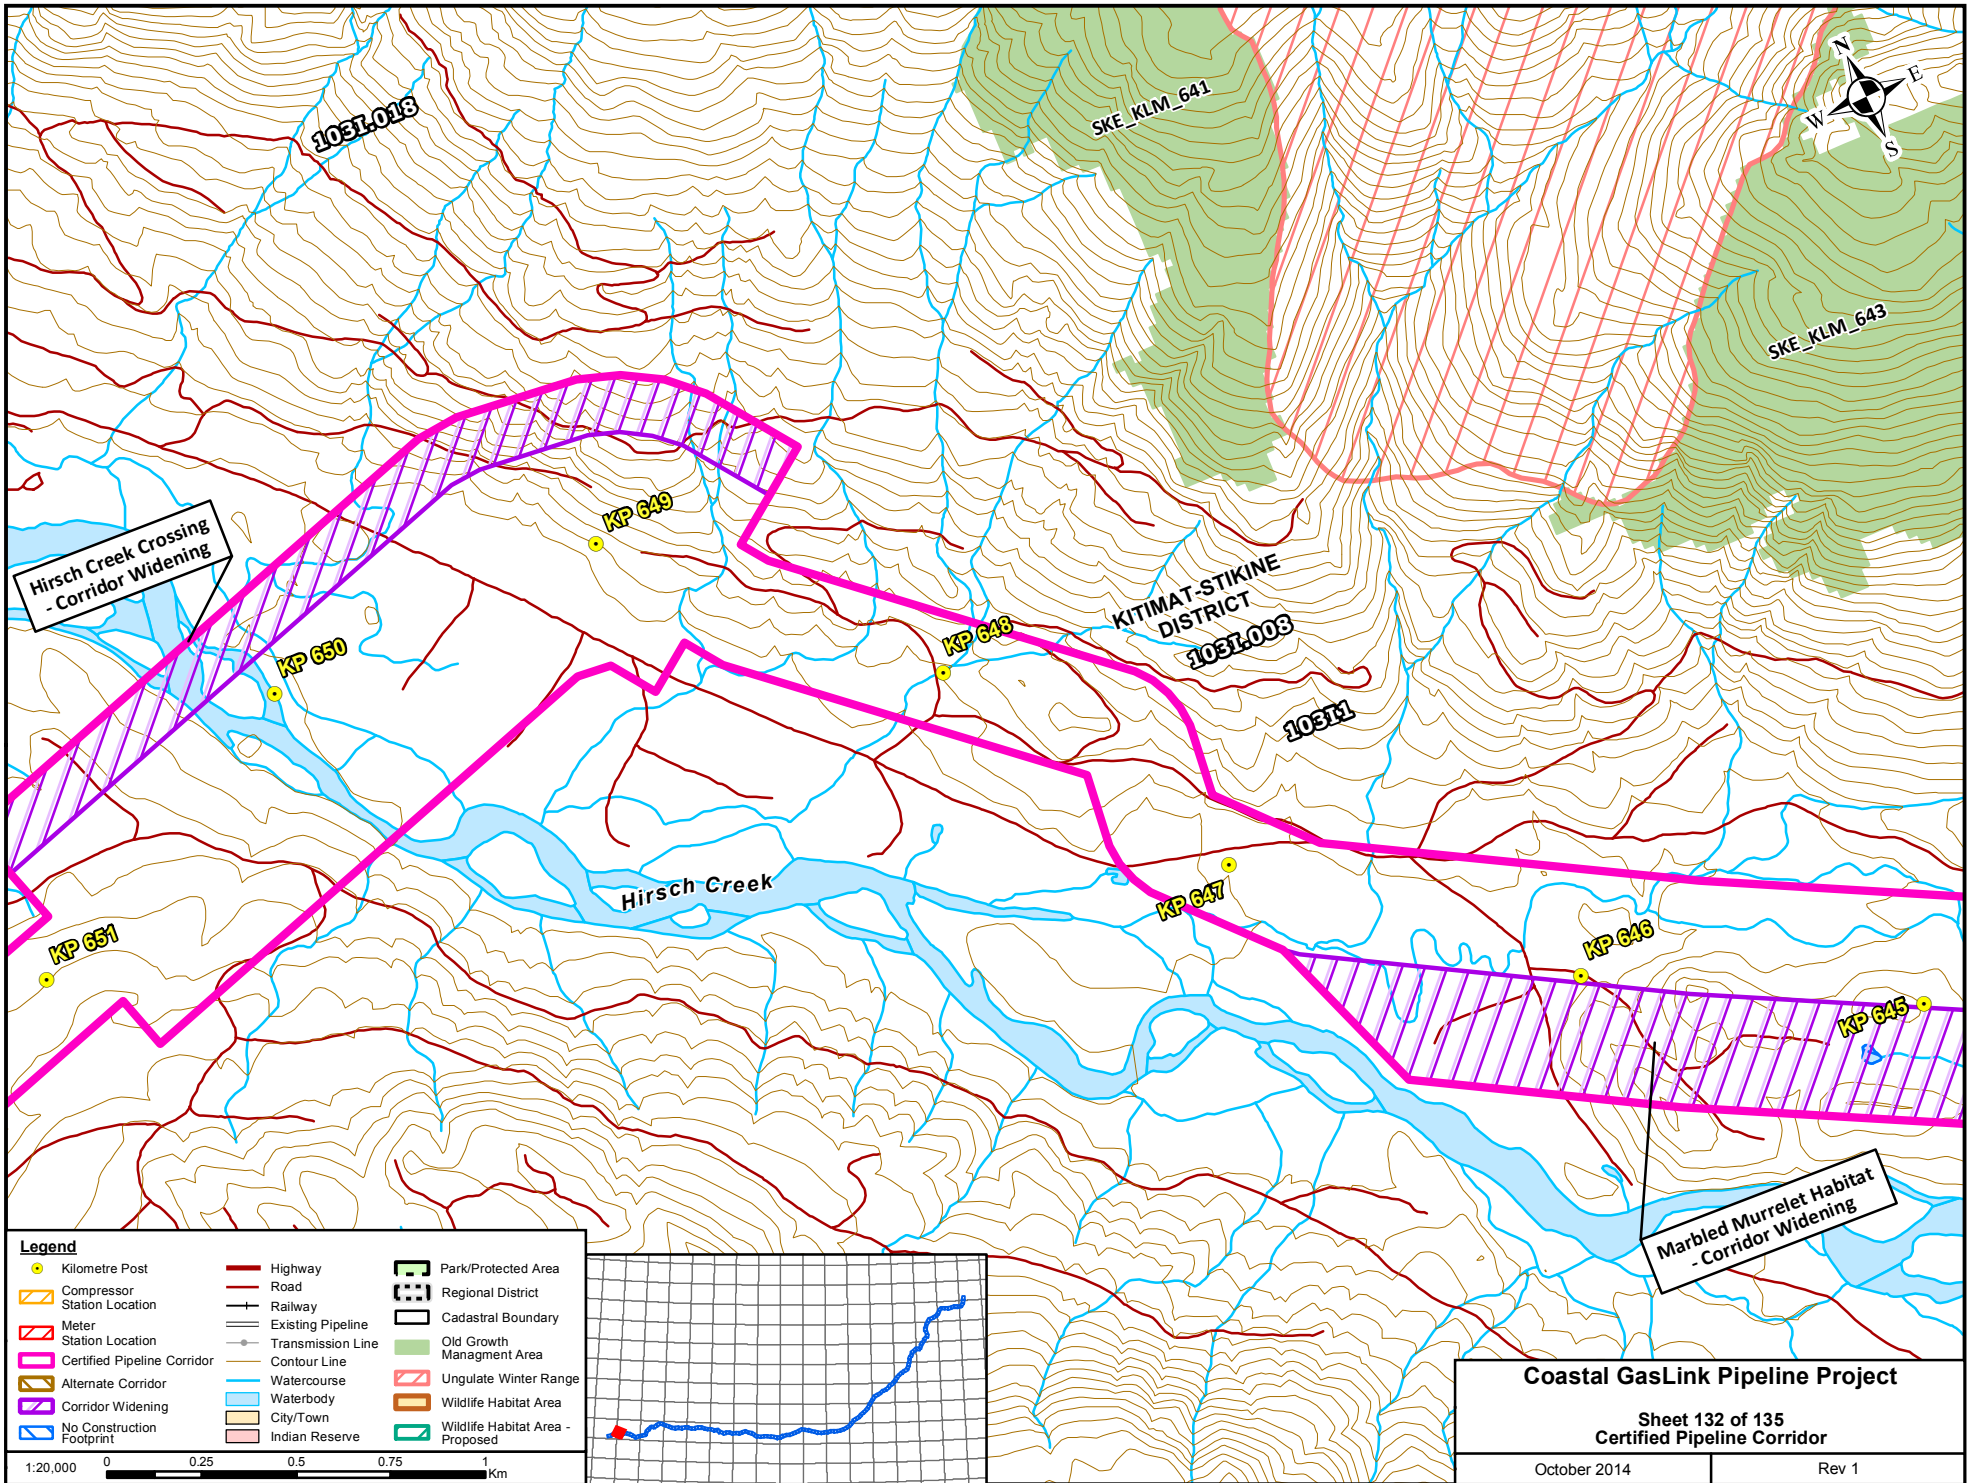 103I.018
SKE_KLM_641
N
E
W
S
SKE_KLM_643
KP 649
Hirsch Creek Crossing
- Corridor Widening
KITIMAT-STIKINE
DISTRICT
103I.008
KP 648
KP 650
103I1
Hirsch Creek
KP 647
KP 646
KP 651
KP 645
Marbled Murrelet Habitat
- Corridor Widening
Legend
Kilometre Post
Compressor
Station Location
Meter
Station Location
Certified Pipeline Corridor
Alternate Corridor
Corridor Widening
No Construction
Footprint
Highway
Road
Railway
Existing Pipeline
Transmission Line
Contour Line
Watercourse
Waterbody
City/Town
Indian Reserve
Park/Protected Area
Regional District
Cadastral Boundary
Old Growth
Managment Area
Ungulate Winter Range
Wildlife Habitat Area
Wildlife Habitat Area -
Proposed
1:20,000
0 0.25 0.5 0.75 1
Km
Coastal GasLink Pipeline Project
Sheet 132 of 135
Certified Pipeline Corridor
October 2014
Rev 1